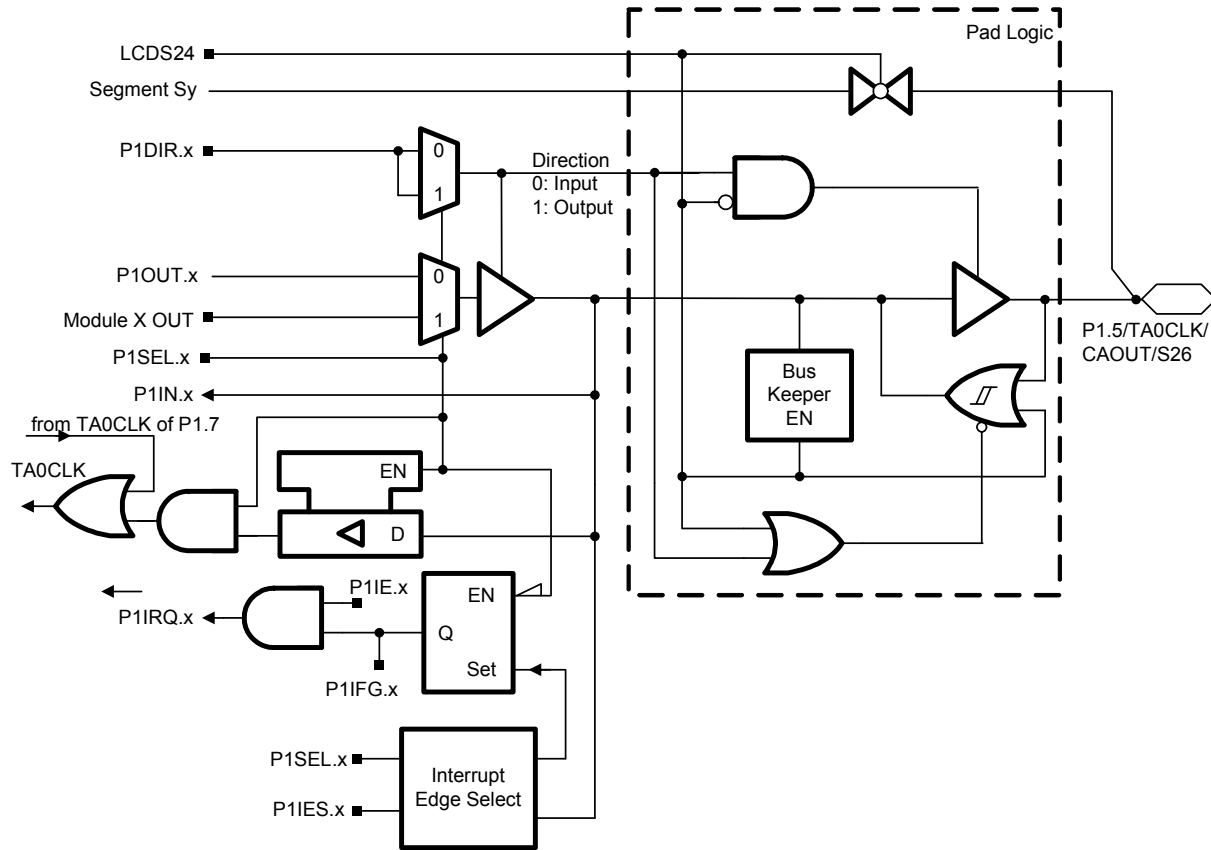 Pad Logic
LCDS24
Segment Sy
P1DIR.x
0
1
Direction
0: Input
1: Output
P1OUT.x
0
Module X OUT
1
P1SEL.x
P1IN.x
P1.5/TA0CLK/
CAOUT/S26
Bus
Keeper
EN
from TA0CLK of P1.7
TA0CLK
EN
D
P1IE.x
P1IRQ.x
EN
Q
Set
P1IFG.x
P1SEL.x
P1IES.x
Interrupt
Edge Select